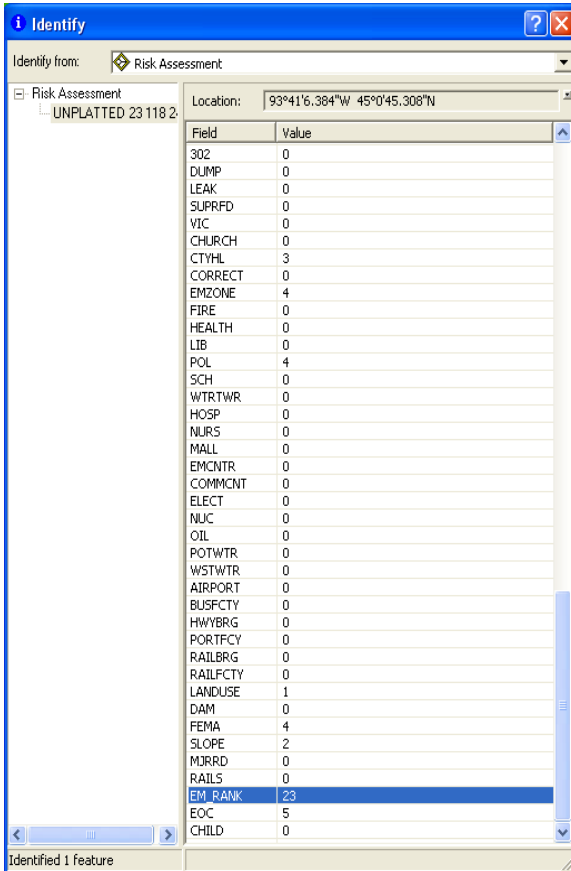 Identify
Identify from: Risk Assessment
Risk Assessment
UNPLATTED 23 118 2
Location: 93°41'6.384"W 45°0'45.308"N
Field Value
302 0
DUMP 0
LEAK 0
SUPRFD 0
VIC 0
CHURCH 0
CTYHL 3
CORRECT 0
EMZONE 4
FIRE 0
HEALTH 0
LIB 0
POL 4
SCH 0
WTRTWR 0
HOSP 0
NURS 0
MALL 0
EMCNTR 0
COMMCNT 0
ELECT 0
NUC 0
OIL 0
POTWTR 0
WSTWTR 0
AIRPORT 0
BUSFCTY 0
HWYBRG 0
PORTFCY 0
RAILBRG 0
RAILFCTY 0
LANDUSE 1
DAM 0
FEMA 4
SLOPE 2
MJRRD 0
RAILS 0
EM_RANK 23
EOC 5
CHILD 0
Identified 1 feature